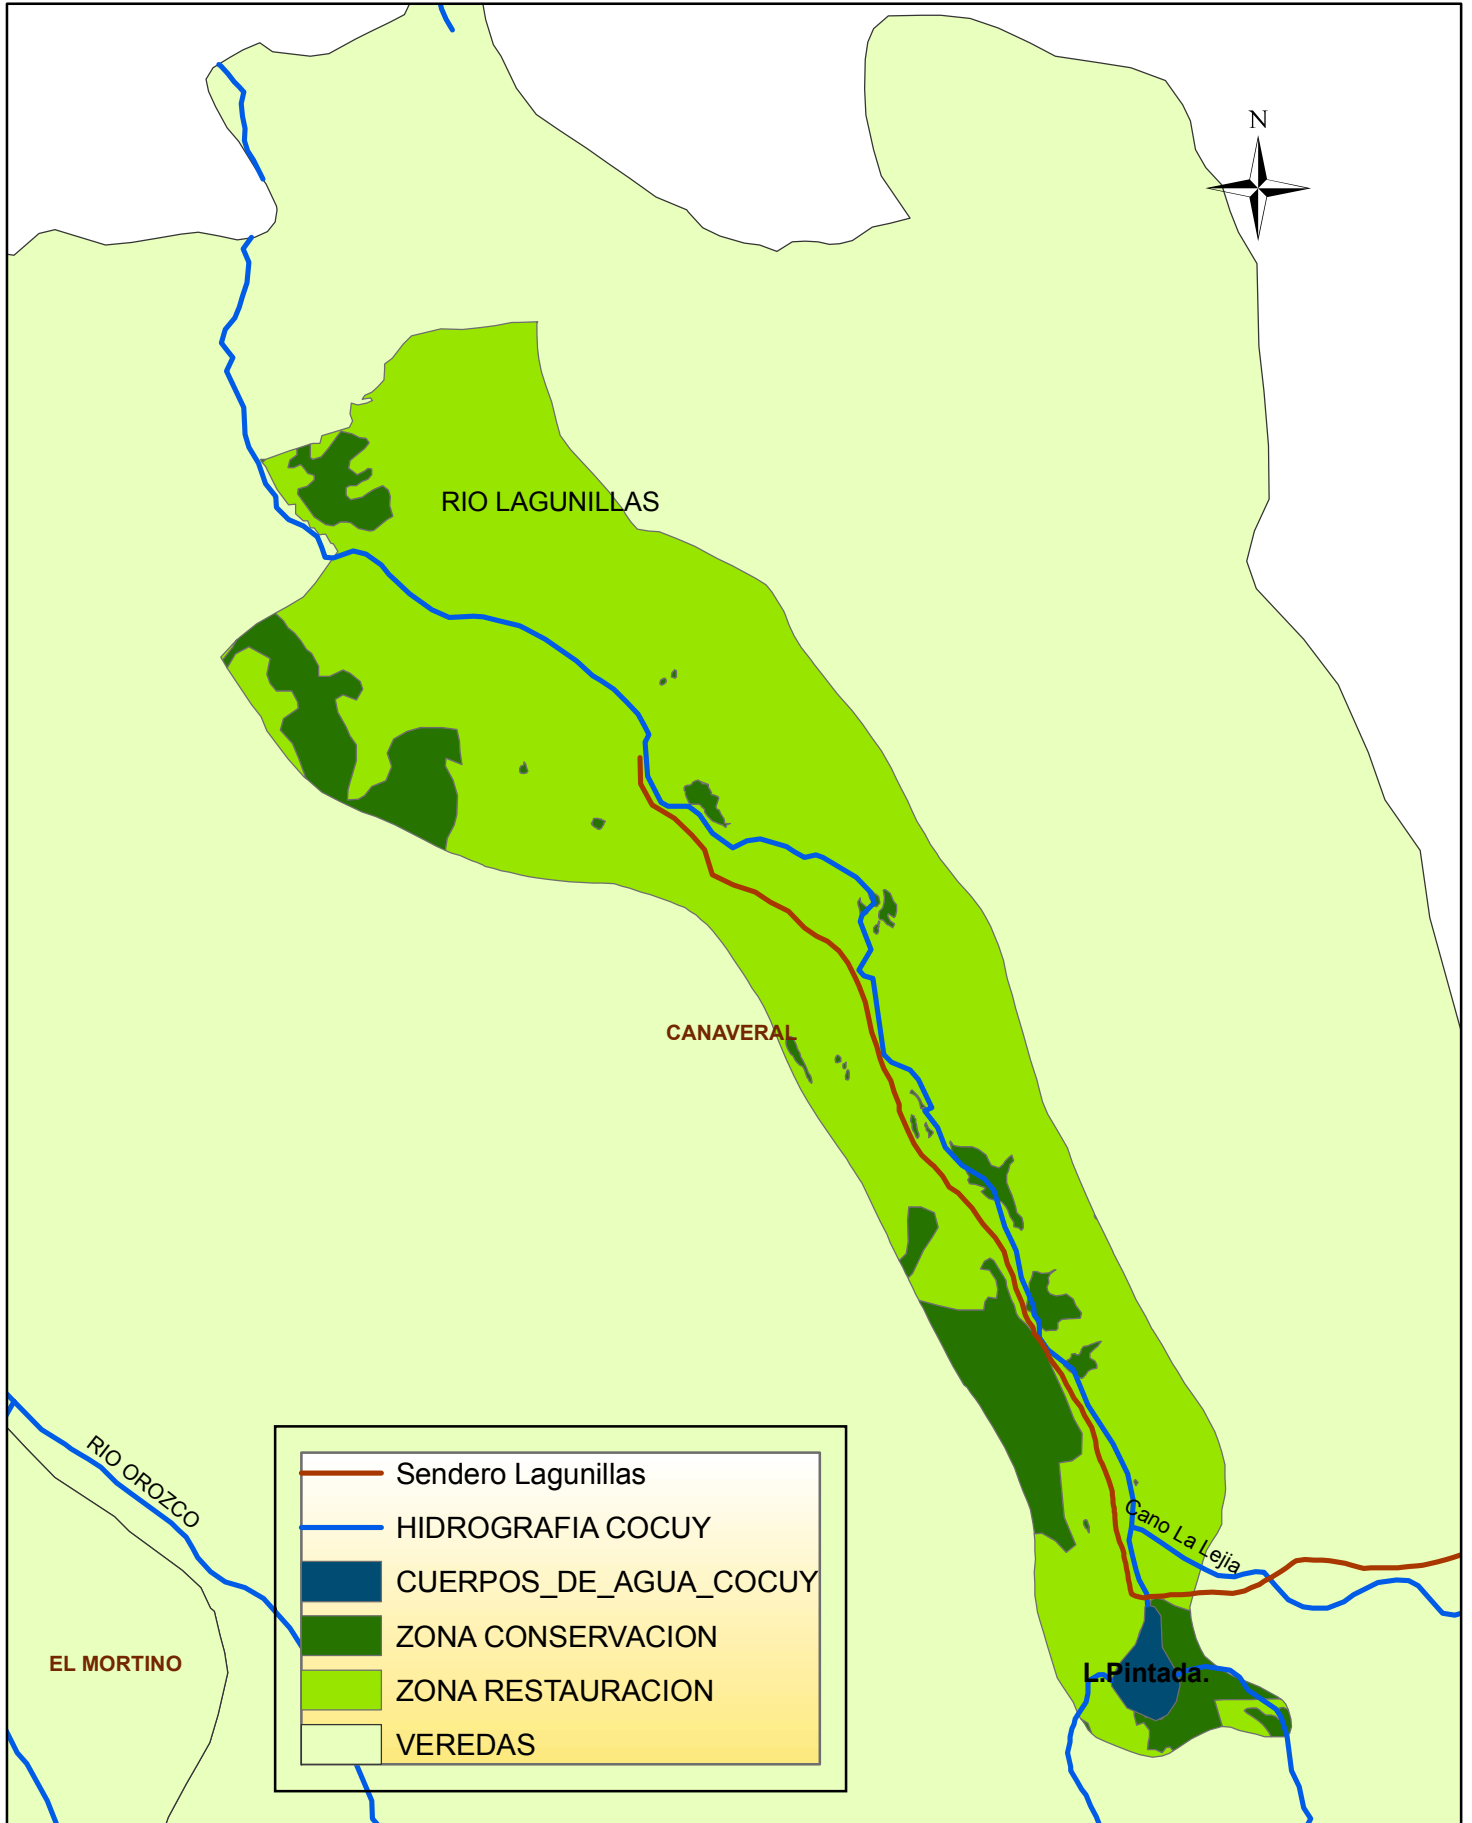 N
RIO LAGUNILLAS
CANAVERAL
RIO OROZCO
Sendero Lagunillas
HIDROGRAFIA COCUY
CUERPOS_DE_AGUA_COCUY
ZONA CONSERVACION
ZONA RESTAURACION
VEREDAS
Cano La Lejia
EL MORTINO
L.Pintada.